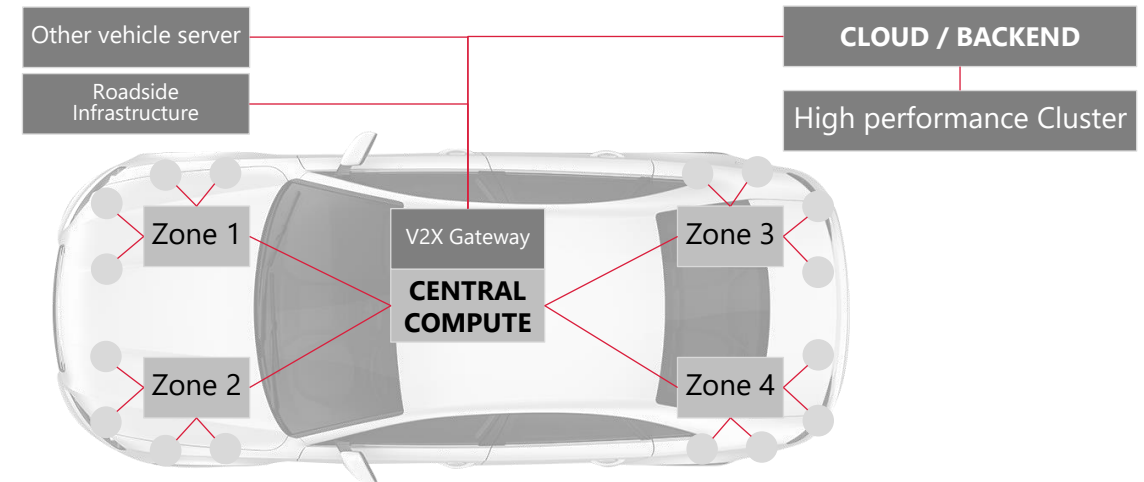 Other vehicle server
CLOUD / BACKEND
Roadside
Infrastructure
High performance Cluster
Zone 1
V2X Gateway
Zone 3
CENTRAL
COMPUTE
Zone 2
Zone 4